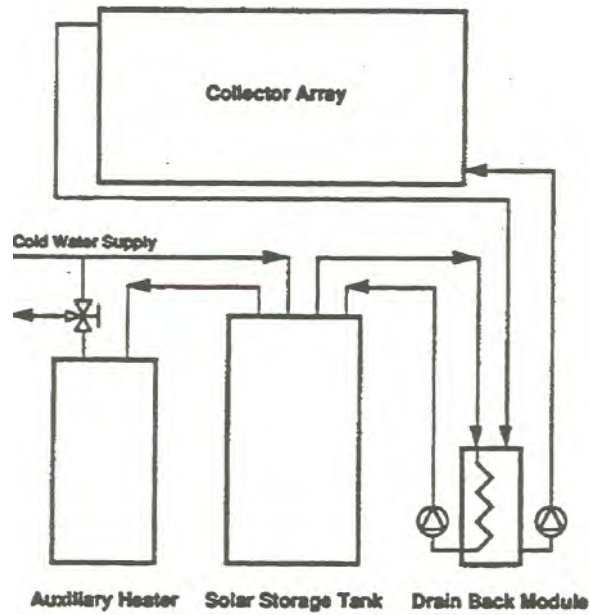 Collector Array
Cold Water Supply
Auxiliary Heater Solar Storage Tank Drain Back Module